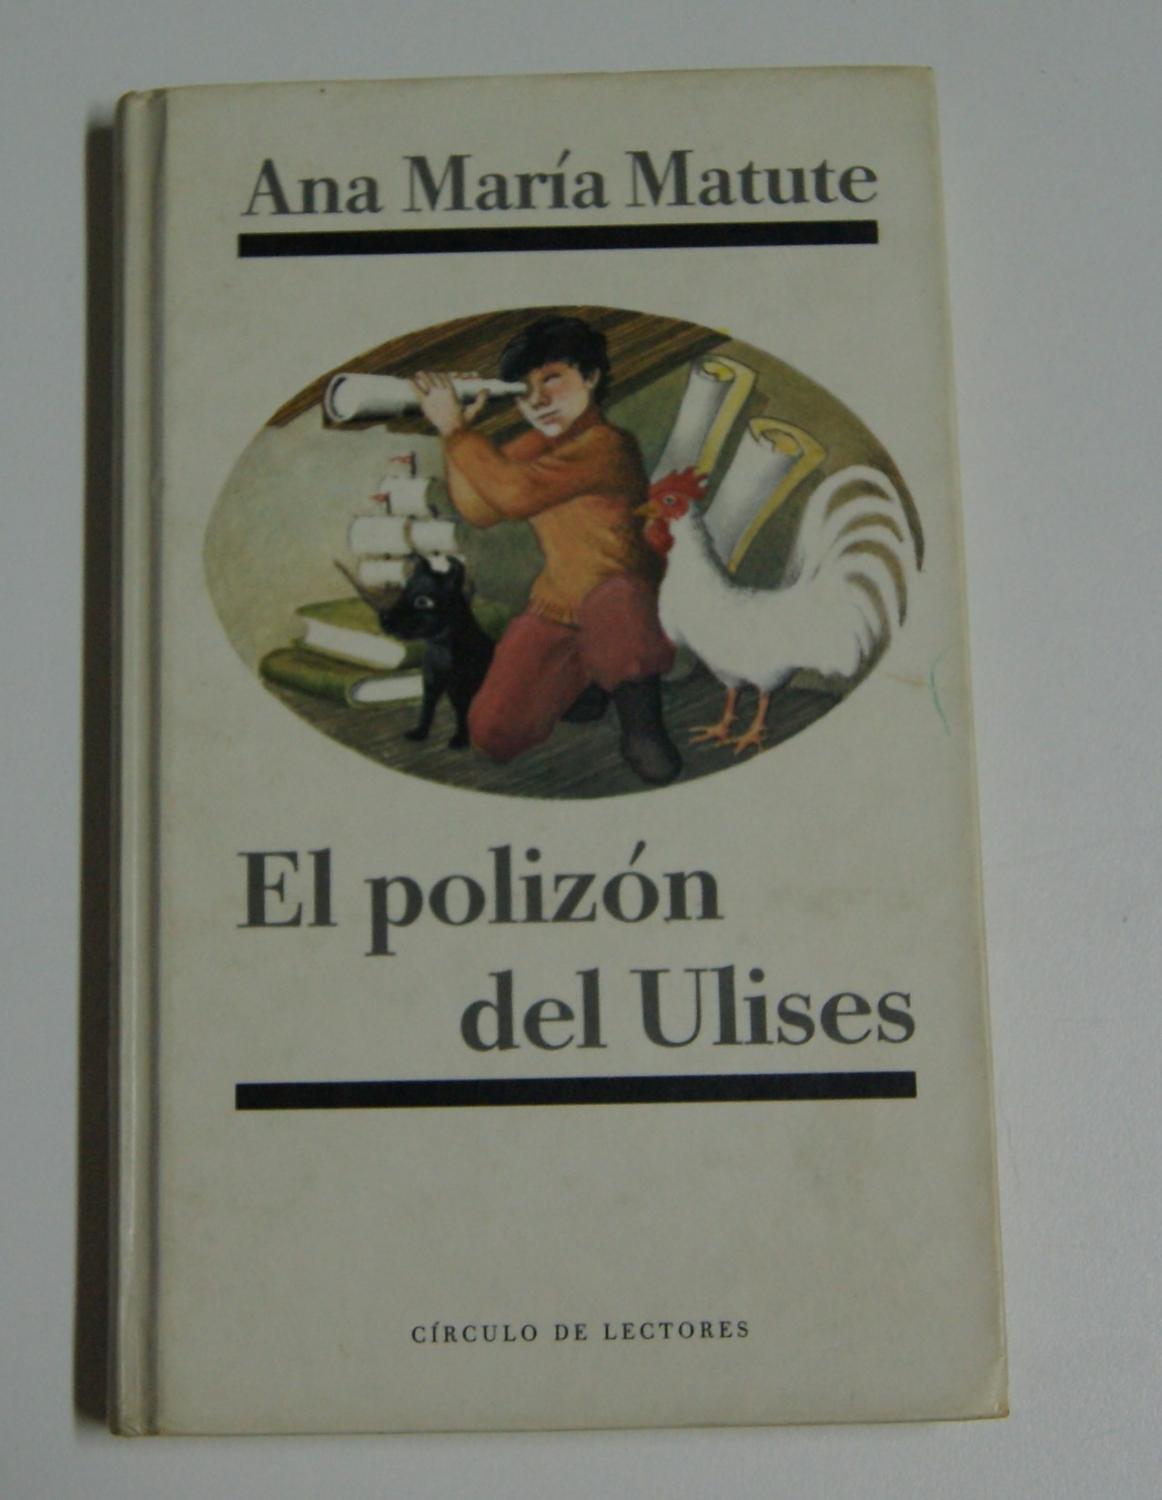 Ana María Matute
El polizón
del Ulises
CÍRCULO DE LECTORES